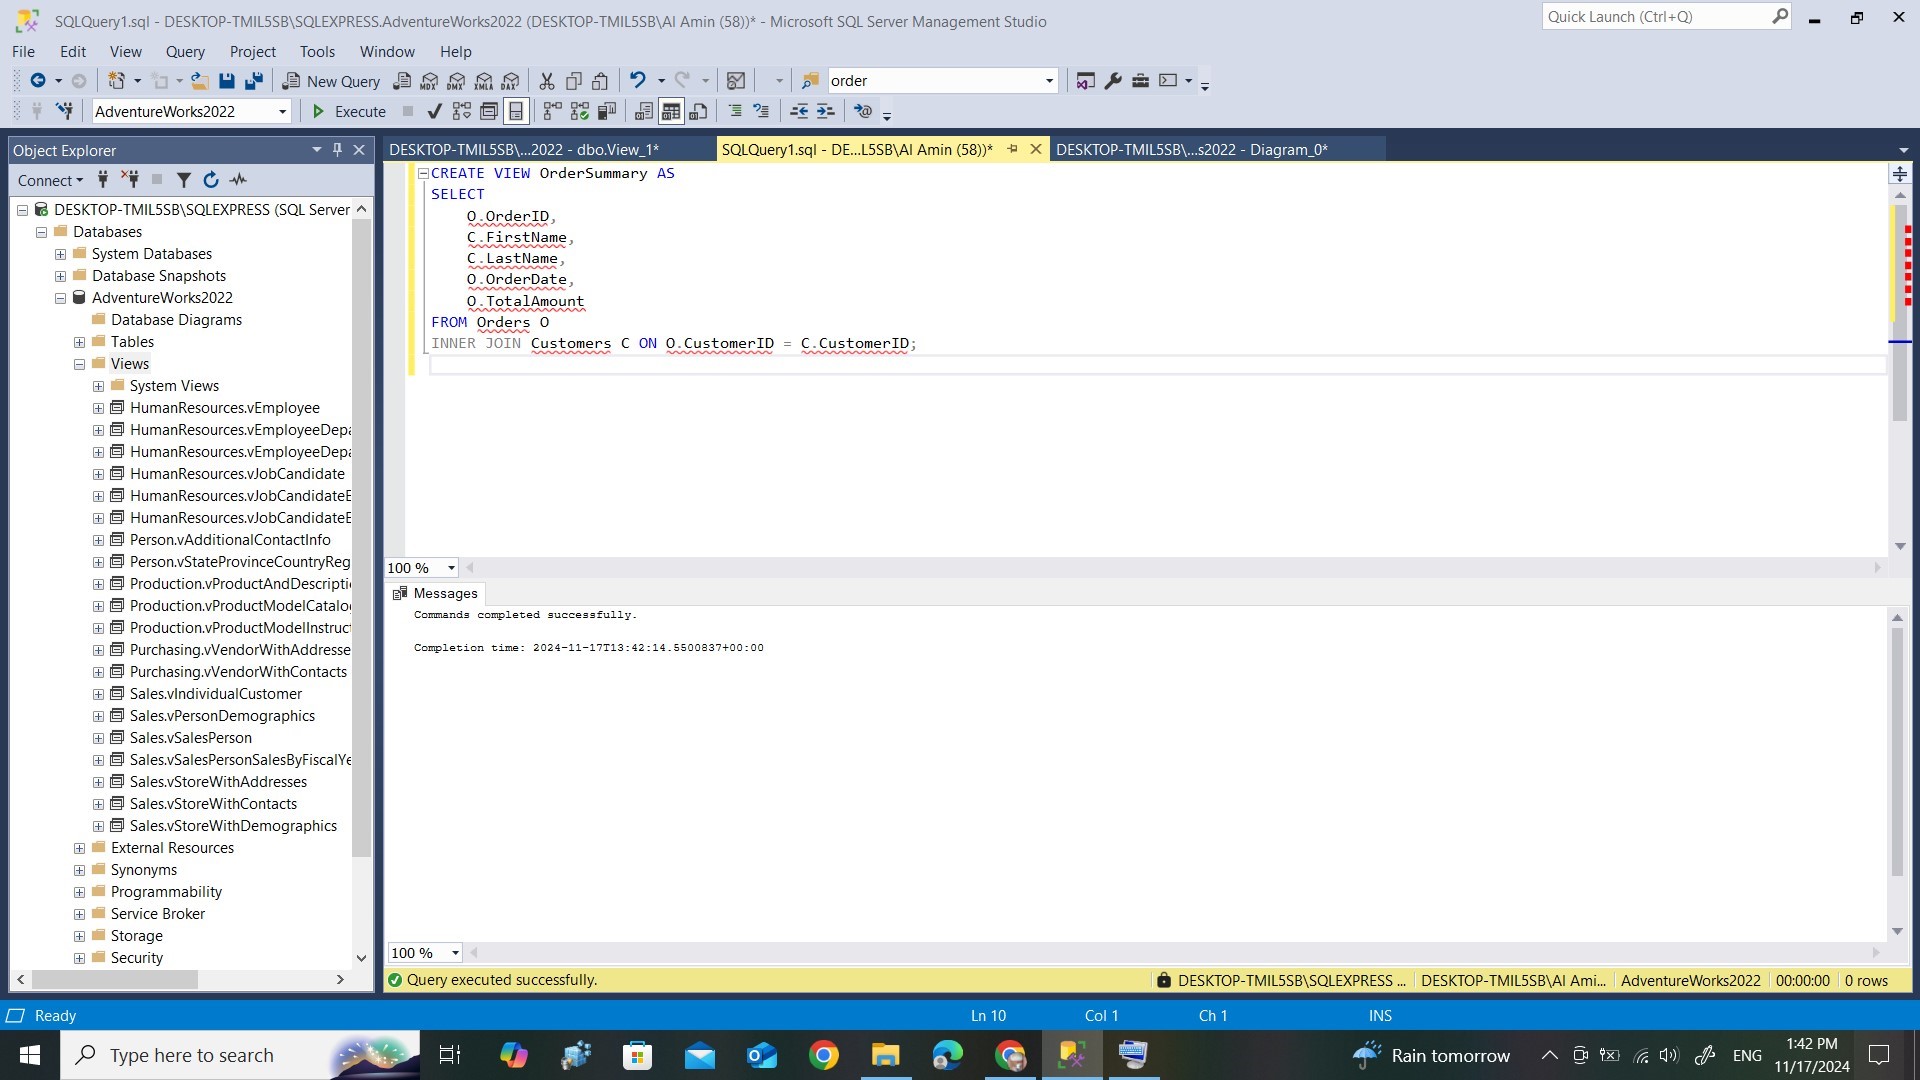 SQLQuery1.sql - DESKTOP-TMIL5SB\SQLEXPRESS.AdventureWorks2022 (DESKTOP-TMIL5SB\Al Amin (58))* - Microsoft SQL Server Management Studio
Quick Launch (Ctrl+Q)
File Edit View Query Project Tools Window Help
New Query
MDX DMX XMLA DAX
order
AdventureWorks2022
Execute
Object Explorer
DESKTOP-TMIL5SB\...2022 - dbo.View_1*
SQLQuery1.sql - DE...L5SB\Al Amin (58))*
DESKTOP-TMIL5SB\...s2022 - Diagram_0*
Connect
DESKTOP-TMIL5SB\SQLEXPRESS (SQL Server
Databases
System Databases
Database Snapshots
AdventureWorks2022
Database Diagrams
Tables
Views
System Views
HumanResources.vEmployee
HumanResources.vEmployeeDepa
HumanResources.vEmployeeDepa
HumanResources.vJobCandidate
HumanResources.vJobCandidateE
HumanResources.vJobCandidateE
Person.vAdditionalContactInfo
Person.vStateProvinceCountryReg
Production.vProductAndDescripti
Production.vProductModelCatalo
Production.vProductModelInstruct
Purchasing.vVendorWithAddresse
Purchasing.vVendorWithContacts
Sales.vIndividualCustomer
Sales.vPersonDemographics
Sales.vSalesPerson
Sales.vSalesPersonSalesByFiscalYe
Sales.vStoreWithAddresses
Sales.vStoreWithContacts
Sales.vStoreWithDemographics
External Resources
Synonyms
Programmability
Service Broker
Storage
Security
CREATE VIEW OrderSummary AS
SELECT
O.OrderID,
C.FirstName,
C.LastName,
O.OrderDate,
O.TotalAmount
FROM Orders O
INNER JOIN Customers C ON O.CustomerID = C.CustomerID;
100 %
Messages
Commands completed successfully.
Completion time: 2024-11-17T13:42:14.5500837+00:00
100 %
Query executed successfully.
DESKTOP-TMIL5SB\SQLEXPRESS ...
DESKTOP-TMIL5SB\Al Ami...
AdventureWorks2022
00:00:00
0 rows
Ready
Ln 10
Col 1
Ch 1
INS
Type here to search
Rain tomorrow
ENG
1:42 PM
11/17/2024